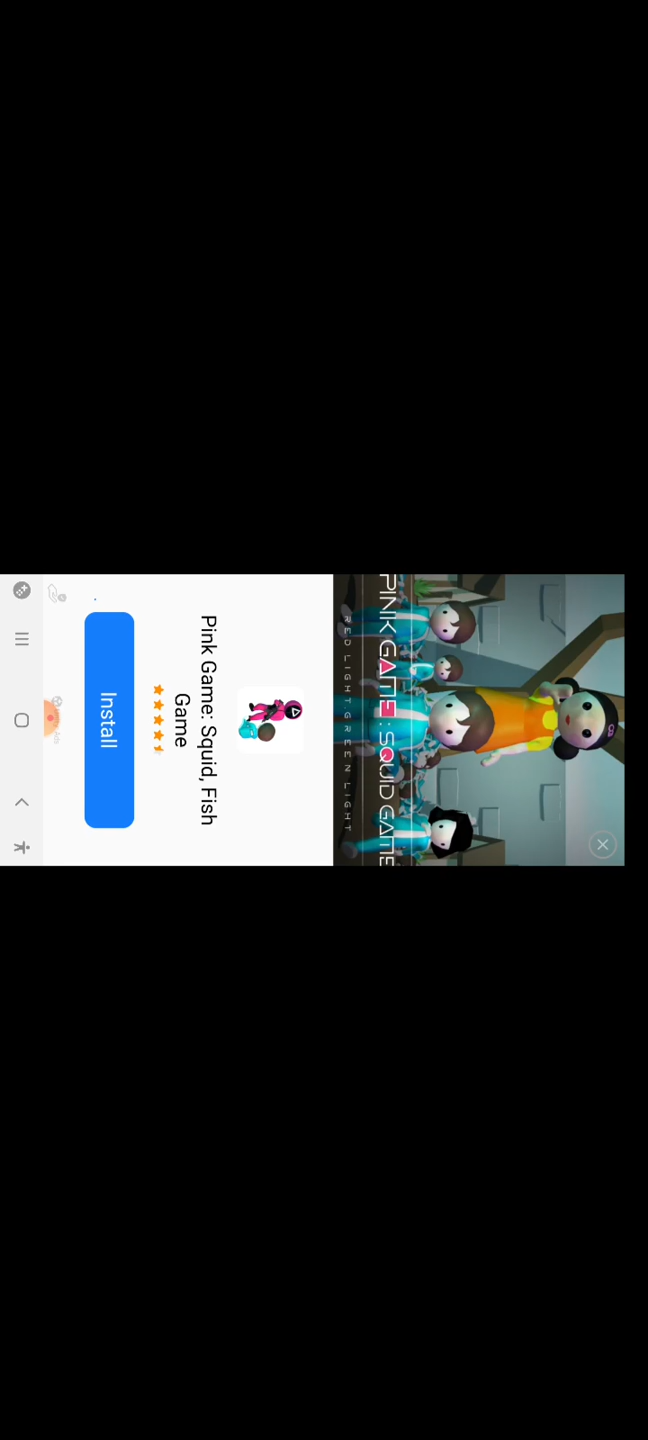 PINK GAME : SQUID GAME
RED LIGHT.GREEN LIGHT
Pink Game: Squid, Fish
Game
Install